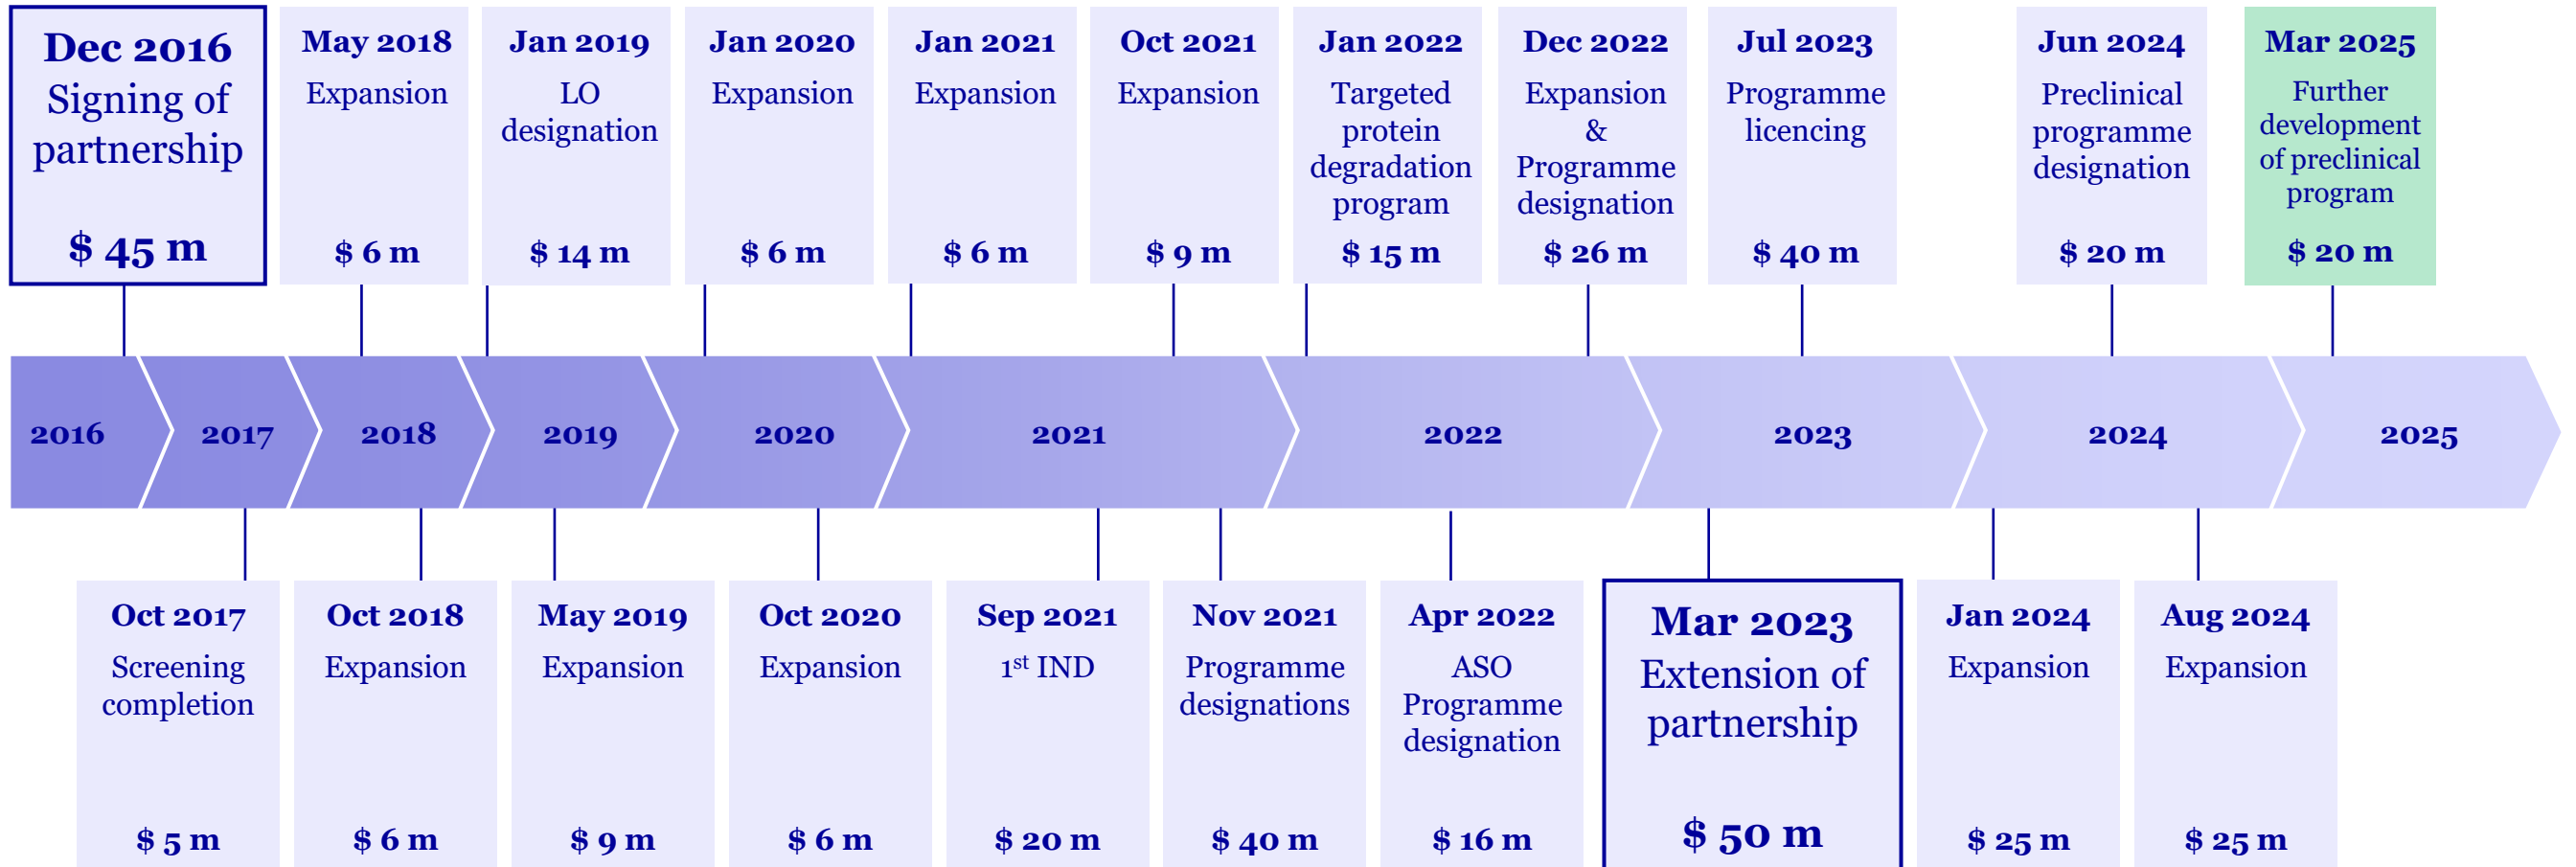 Dec 2016
Signing of
partnership
$ 45 m
May 2018
Expansion
$ 6 m
Jan 2019
LO
designation
$ 14 m
Jan 2020
Expansion
$ 6 m
Jan 2021
Expansion
$ 6 m
Oct 2021
Expansion
$ 9 m
Jan 2022
Targeted
protein
degradation
program
$ 15 m
Dec 2022
Expansion
&
Programme
designation
$ 26 m
Jul 2023
Programme
licencing
$ 40 m
Jun 2024
Preclinical
programme
designation
$ 20 m
Mar 2025
Further
development
of preclinical
program
$ 20 m
2016
2017
2018
2019
2020
2021
2022
2023
2024
2025
Oct 2017
Screening
completion
$ 5 m
Oct 2018
Expansion
$ 6 m
May 2019
Expansion
$ 9 m
Oct 2020
Expansion
$ 6 m
Sep 2021
1st IND
$ 20 m
Nov 2021
Programme
designations
$ 40 m
Apr 2022
ASO
Programme
designation
$ 16 m
Mar 2023
Extension of
partnership
$ 50 m
Jan 2024
Expansion
$ 25 m
Aug 2024
Expansion
$ 25 m